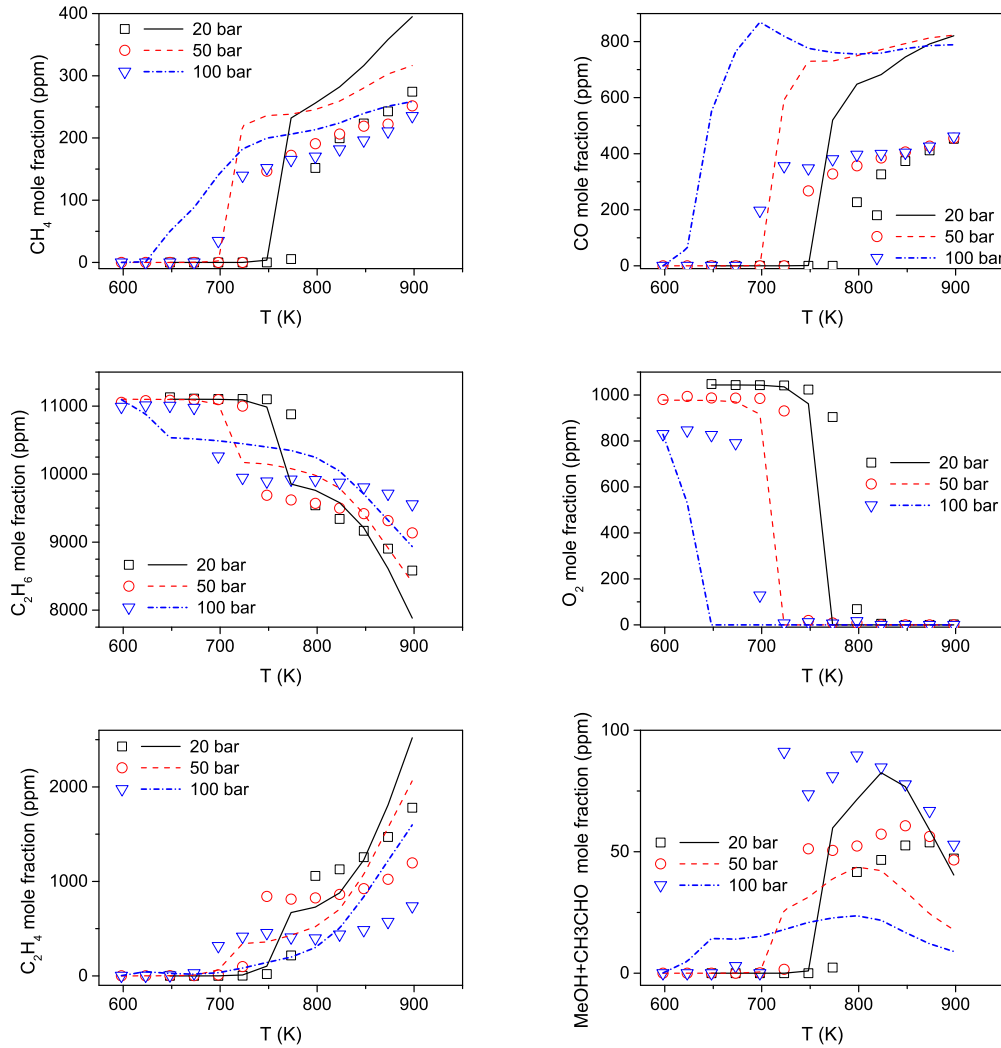 400
300
200
100
0
CH4 mole fraction (ppm)
20 bar
50 bar
100 bar
600 700 800 900
T (K)
800
600
400
200
0
CO mole fraction (ppm)
20 bar
50 bar
100 bar
600 700 800 900
T (K)
11000
10000
9000
8000
C2H6 mole fraction (ppm)
20 bar
50 bar
100 bar
600 700 800 900
T (K)
1000
800
600
400
200
0
O2 mole fraction (ppm)
20 bar
50 bar
100 bar
600 700 800 900
T (K)
2000
1000
0
C2H4 mole fraction (ppm)
20 bar
50 bar
100 bar
600 700 800 900
T (K)
100
50
0
MeOH+CH3CHO mole fraction (ppm)
20 bar
50 bar
100 bar
600 700 800 900
T (K)